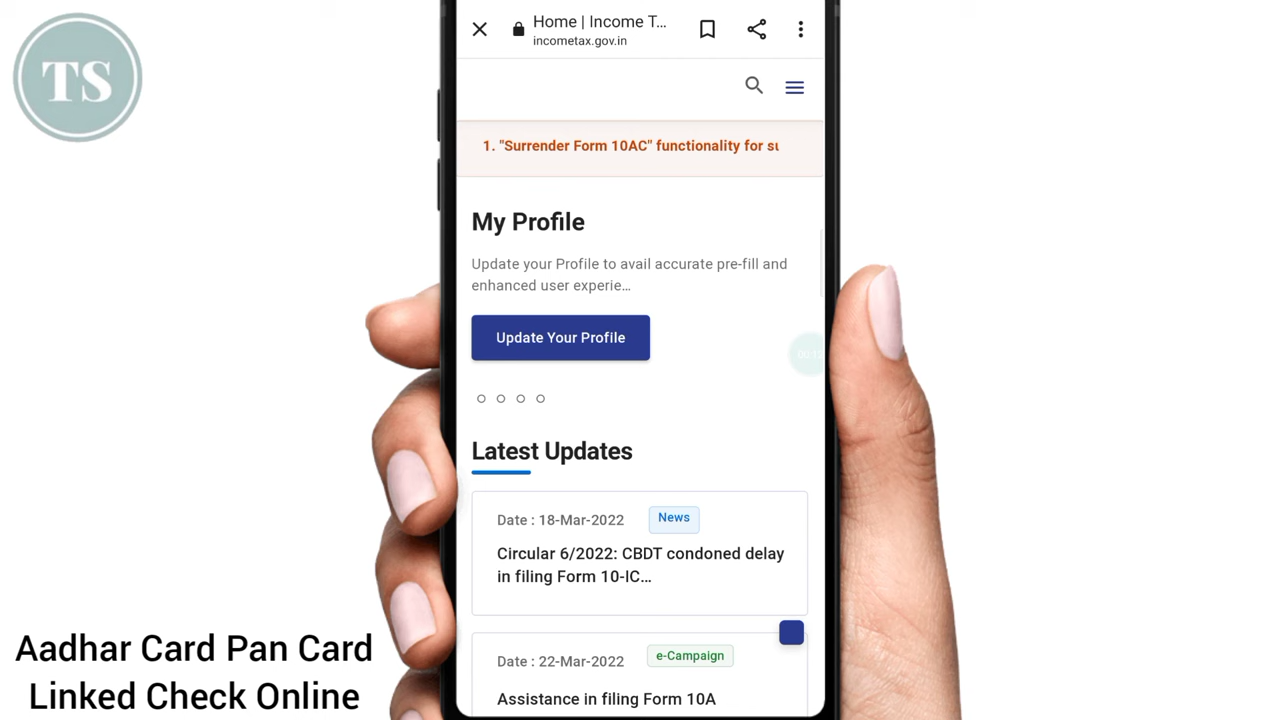 TS
Home | Income T...
incometax.gov.in
1. "Surrender Form 10AC" functionality for su
My Profile
Update your Profile to avail accurate pre-fill and
enhanced user experie...
Update Your Profile
Latest Updates
Date : 18-Mar-2022 News
Circular 6/2022: CBDT condoned delay
in filing Form 10-IC...
Date : 22-Mar-2022 e-Campaign
Assistance in filing Form 10A
Aadhar Card Pan Card
Linked Check Online